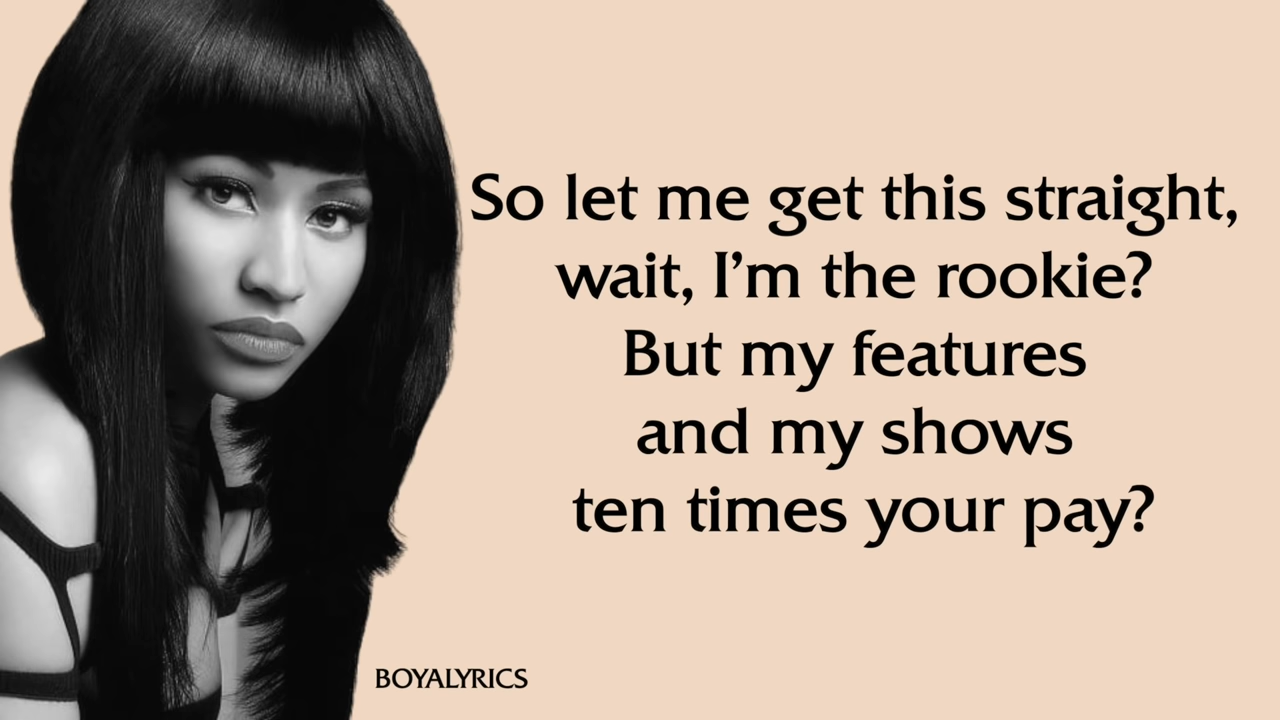 So let me get this straight,
wait, I’m the rookie?
But my features
and my shows
ten times your pay?
BOYALYRICS